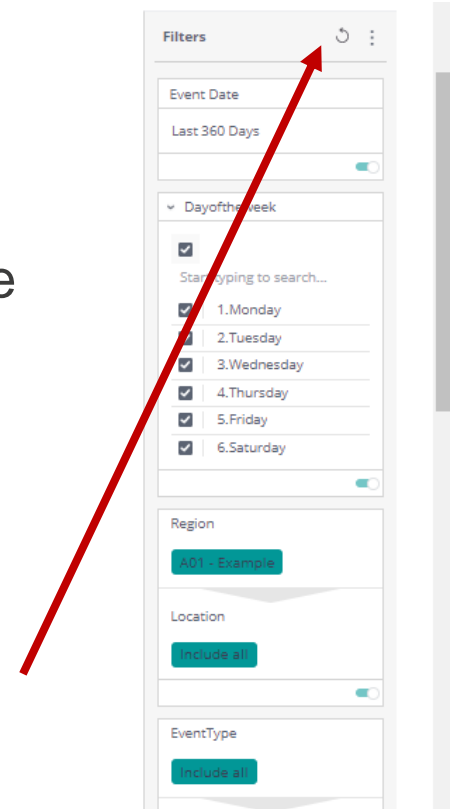 Filters
Event Date
Last 360 Days
Dayoftheweek
e
Start typing to search...
1.Monday
2.Tuesday
3.Wednesday
4.Thursday
5.Friday
6.Saturday
Region
A01 - Example
Location
Include all
EventType
Include all